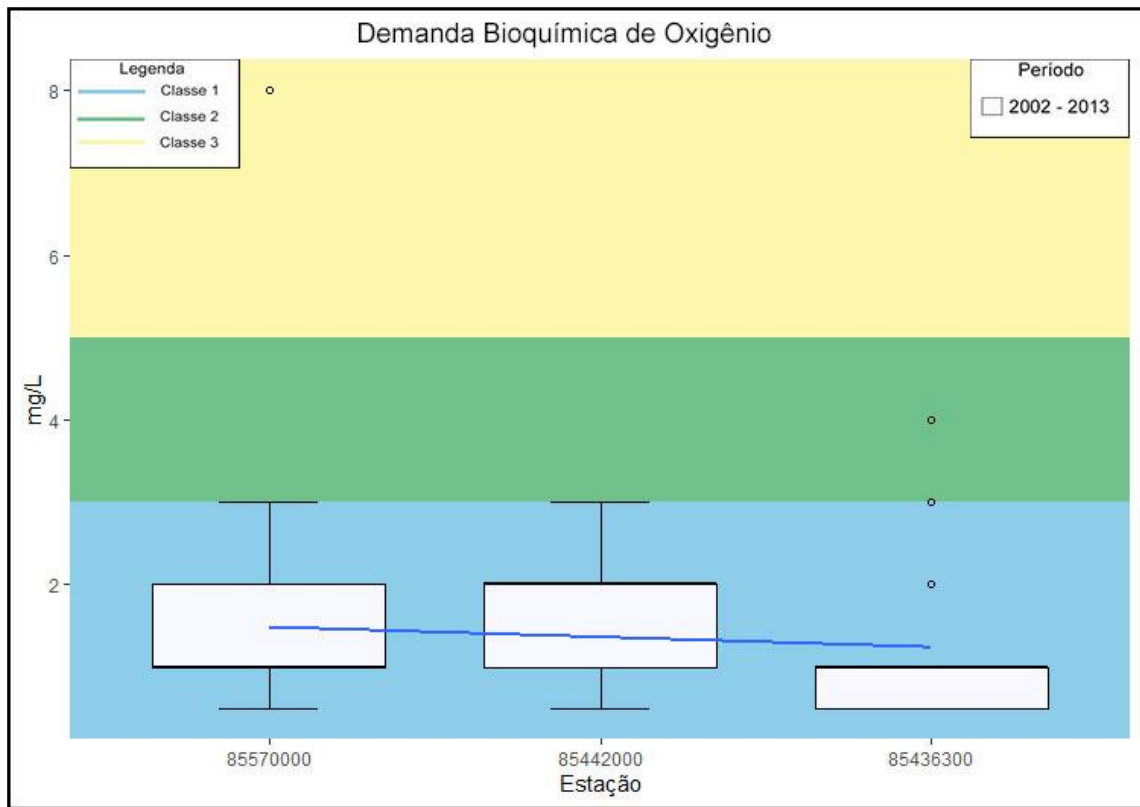 Demanda Bioquímica de Oxigênio
Legenda
Classe 1
Classe 2
Classe 3
Período
2002 - 2013
8
6
4
2
mg/L
85570000
85442000
85436300
Estação